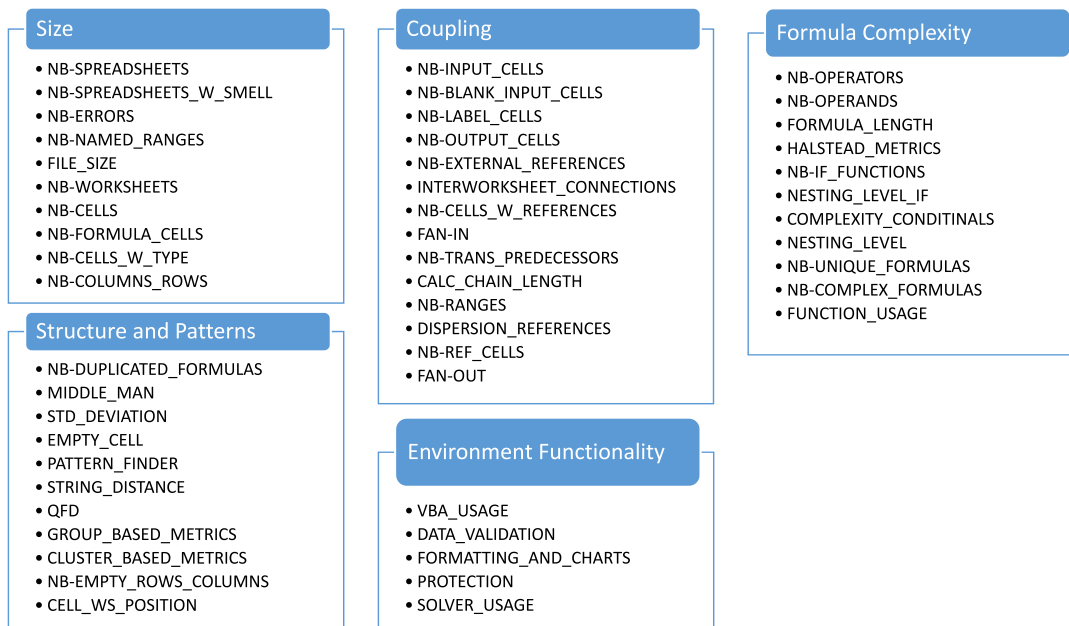 Size
• NB-SPREADSHEETS
• NB-SPREADSHEETS_W_SMELL
• NB-ERRORS
• NB-NAMED_RANGES
• FILE_SIZE
• NB-WORKSHEETS
• NB-CELLS
• NB-FORMULA_CELLS
• NB-CELLS_W_TYPE
• NB-COLUMNS_ROWS
Structure and Patterns
• NB-DUPLICATED_FORMULAS
• MIDDLE_MAN
• STD_DEVIATION
• EMPTY_CELL
• PATTERN_FINDER
• STRING_DISTANCE
• QFD
• GROUP_BASED_METRICS
• CLUSTER_BASED_METRICS
• NB-EMPTY_ROWS_COLUMNS
• CELL_WS_POSITION
Coupling
• NB-INPUT_CELLS
• NB-BLANK_INPUT_CELLS
• NB-LABEL_CELLS
• NB-OUTPUT_CELLS
• NB-EXTERNAL_REFERENCES
• INTERWORKSHEET_CONNECTIONS
• NB-CELLS_W_REFERENCES
• FAN-IN
• NB-TRANS_PREDECESSORS
• CALC_CHAIN_LENGTH
• NB-RANGES
• DISPERSION_REFERENCES
• NB-REF_CELLS
• FAN-OUT
Environment Functionality
• VBA_USAGE
• DATA_VALIDATION
• FORMATTING_AND_CHARTS
• PROTECTION
• SOLVER_USAGE
Formula Complexity
• NB-OPERATORS
• NB-OPERANDS
• FORMULA_LENGTH
• HALSTEAD_METRICS
• NB-IF_FUNCTIONS
• NESTING_LEVEL_IF
• COMPLEXITY_CONDITINALS
• NESTING_LEVEL
• NB-UNIQUE_FORMULAS
• NB-COMPLEX_FORMULAS
• FUNCTION_USAGE